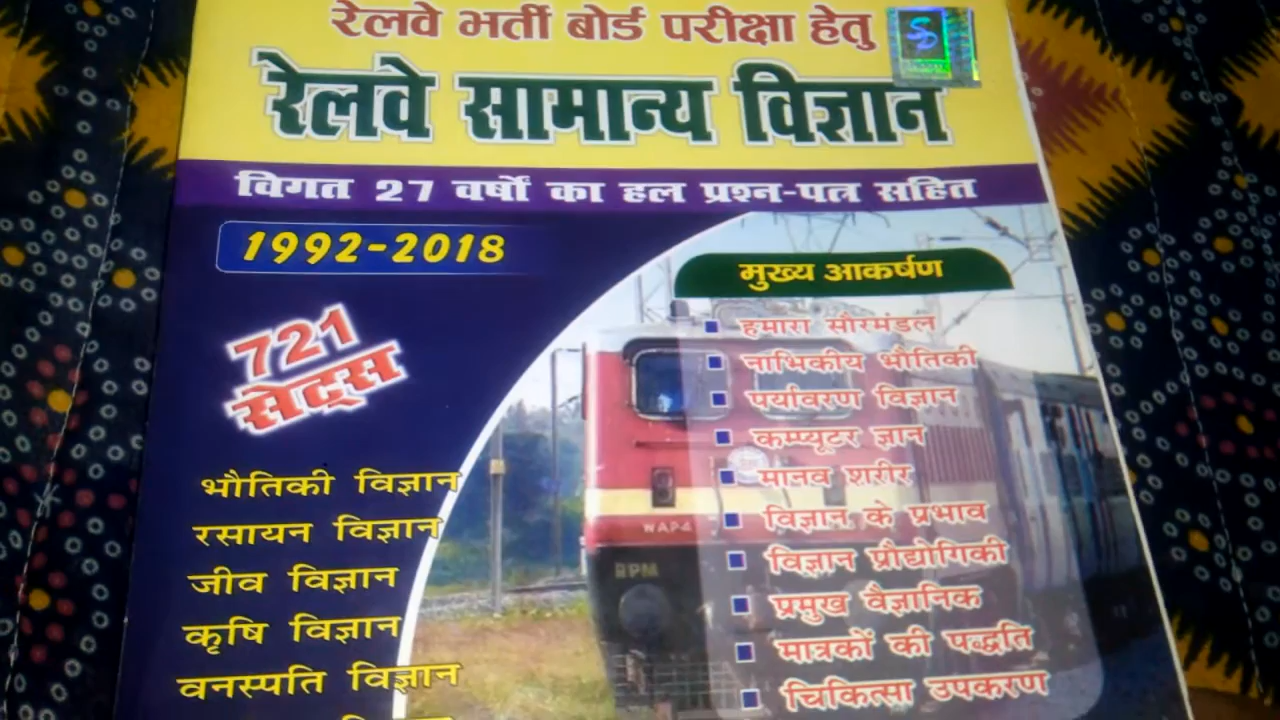 रेलवे भर्ती बोर्ड परीक्षा हेतु
रेलवे सामान्य विज्ञान
विगत 27 वर्षों का हल प्रश्न-पत्र सहित
1992-2018
721
सेट्स
भौतिकी विज्ञान
रसायन विज्ञान
जीव विज्ञान
कृषि विज्ञान
वनस्पति विज्ञान
मुख्य आकर्षण
हमारा सौरमंडल
नाभिकीय भौतिकी
पर्यावरण विज्ञान
कम्प्यूटर ज्ञान
मानव शरीर
विज्ञान के प्रभाव
विज्ञान प्रौद्योगिकी
प्रमुख वैज्ञानिक
मात्रकों की पद्धति
चिकित्सा उपकरण
WAP4
RPM